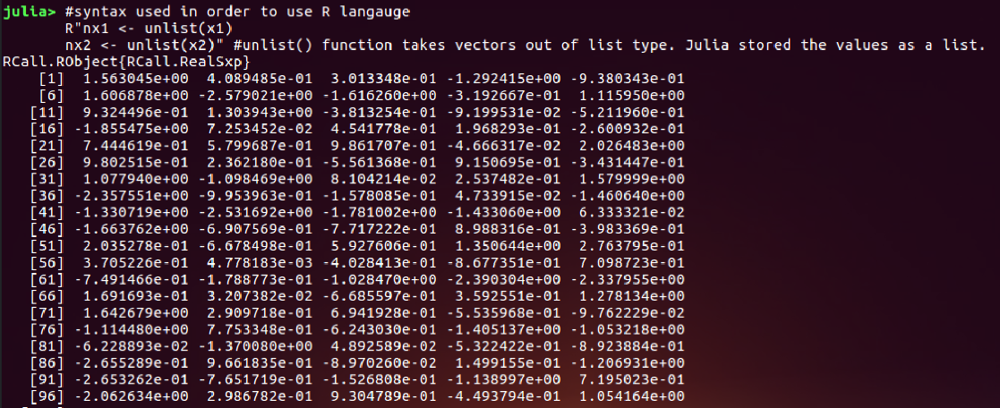 julia> #syntax used in order to use R langauge
R"nx1 <- unlist(x1)
nx2 <- unlist(x2)" #unlist() function takes vectors out of list type. Julia stored the values as a list.
RCall.RObject{RCall.RealSxp}
[1] 1.563045e+00 4.089485e-01 3.013348e-01 -1.292415e+00 -9.380343e-01
[6] 1.606878e+00 -2.579021e+00 -1.616260e+00 -3.192667e-01 1.115950e+00
[11] 9.324496e-01 1.303943e+00 -3.813254e-01 -9.199531e-02 -5.211960e-01
[16] -1.855475e+00 7.253452e-02 4.541778e-01 1.968293e-01 -2.600932e-01
[21] 7.444619e-01 5.799687e-01 9.861707e-01 -4.666317e-02 2.026483e+00
[26] 9.802515e-01 2.362180e-01 -5.561368e-01 9.150695e-01 -3.431447e-01
[31] 1.077940e+00 -1.098469e+00 8.104214e-02 2.537482e-01 1.579999e+00
[36] -2.357551e+00 -9.953963e-01 -1.578085e-01 4.733915e-02 -1.460640e+00
[41] -1.330719e+00 -2.531692e+00 -1.781002e+00 -1.433060e+00 6.333321e-02
[46] -1.663762e+00 -6.907569e-01 -7.717222e-01 8.988316e-01 -3.983369e-01
[51] 2.035278e-01 -6.678498e-01 5.927606e-01 1.350644e+00 2.763795e-01
[56] 3.705226e-01 4.778183e-03 -4.028413e-01 -8.677351e-01 7.098723e-01
[61] -7.491466e-01 -1.788773e-01 -1.028470e+00 -2.390304e+00 -2.337955e+00
[66] 1.691693e-01 3.207382e-02 -6.685597e-01 3.592551e-01 1.278134e+00
[71] 1.642679e+00 2.909718e-01 6.941928e-01 -5.535968e-01 -9.762229e-02
[76] -1.114480e+00 7.753348e-01 -6.243030e-01 -1.405137e+00 -1.053218e+00
[81] -6.228893e-02 -1.370080e+00 4.892589e-02 -5.322422e-01 -8.923884e-01
[86] -2.655289e-01 9.661835e-01 -8.970260e-02 1.499155e-01 -1.206931e+00
[91] -2.653262e-01 -7.651719e-01 -1.526808e-01 -1.138997e+00 7.195023e-01
[96] -2.062634e+00 2.986782e-01 9.304789e-01 -4.493794e-01 1.054164e+00